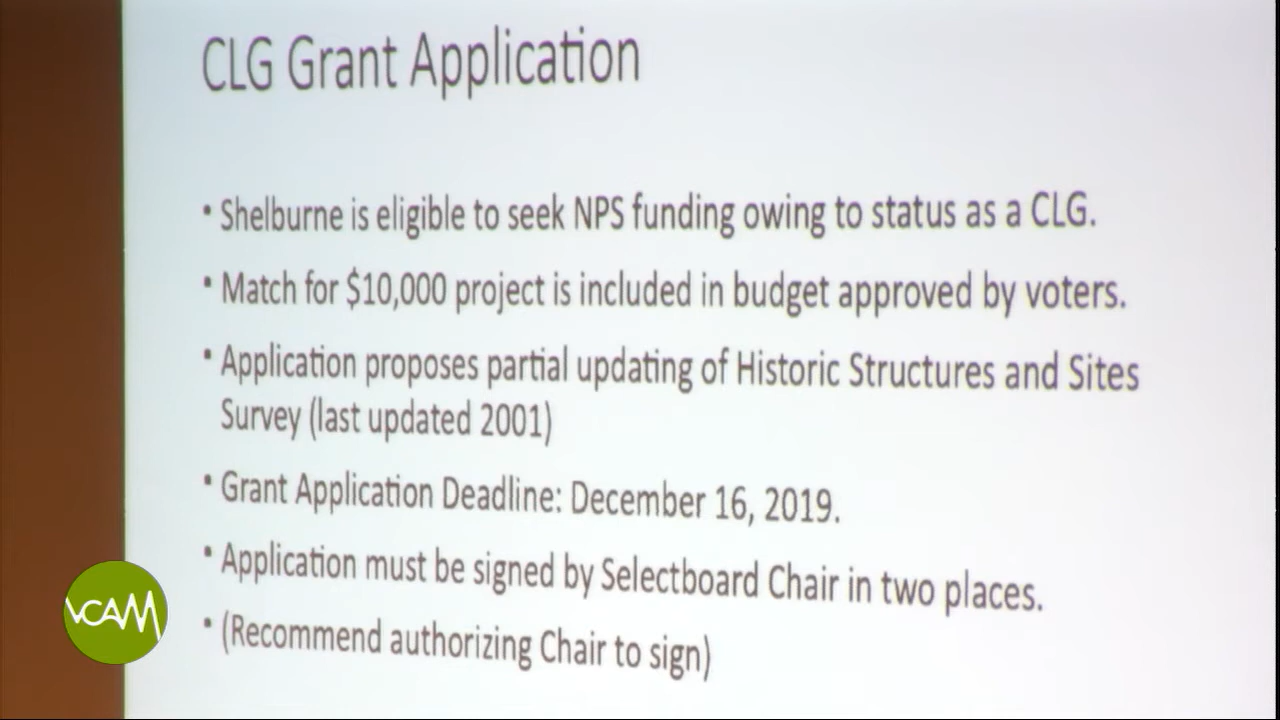 CLG Grant Application
• Shelburne is eligible to seek NPS funding owing to status as a CLG.
• Match for $10,000 project is included in budget approved by voters.
• Application proposes partial updating of Historic Structures and Sites
Survey (last updated 2001)
• Grant Application Deadline: December 16, 2019.
• Application must be signed by Selectboard Chair in two places.
• (Recommend authorizing Chair to sign)
VCAM